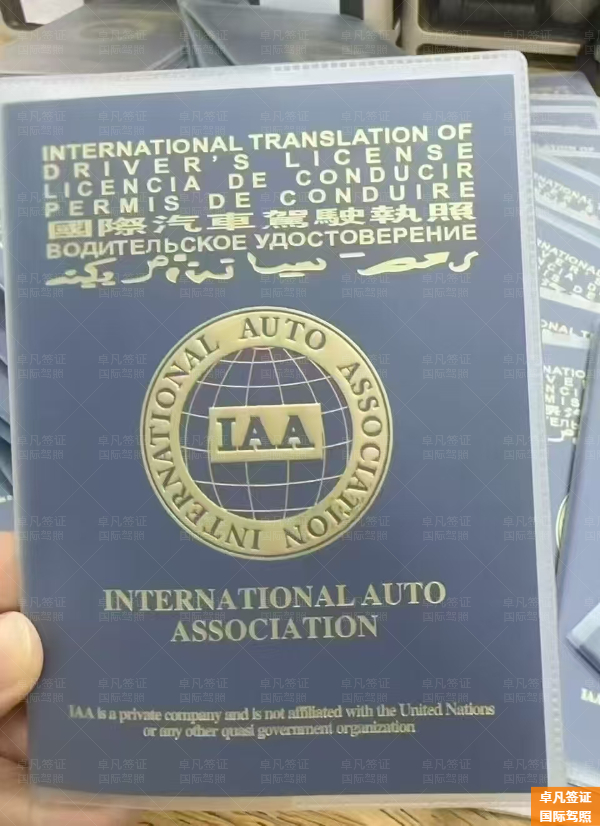 INTERNATIONAL TRANSLATION OF
DRIVER'S LICENSE
LICENCIA DE CONDUCIR
PERMIS DE CONDUIRE
國際汽車駕駛執照
ВОДИТЕЛЬСКОЕ УДОСТОВЕРЕНИЕ
INTERNATIONAL AUTO ASSOCIATION
IAA
INTERNATIONAL AUTO
ASSOCIATION
IAA is a private company and is not affiliated with the United Nations
or any other quasi government organization
卓凡签证
国际驾照